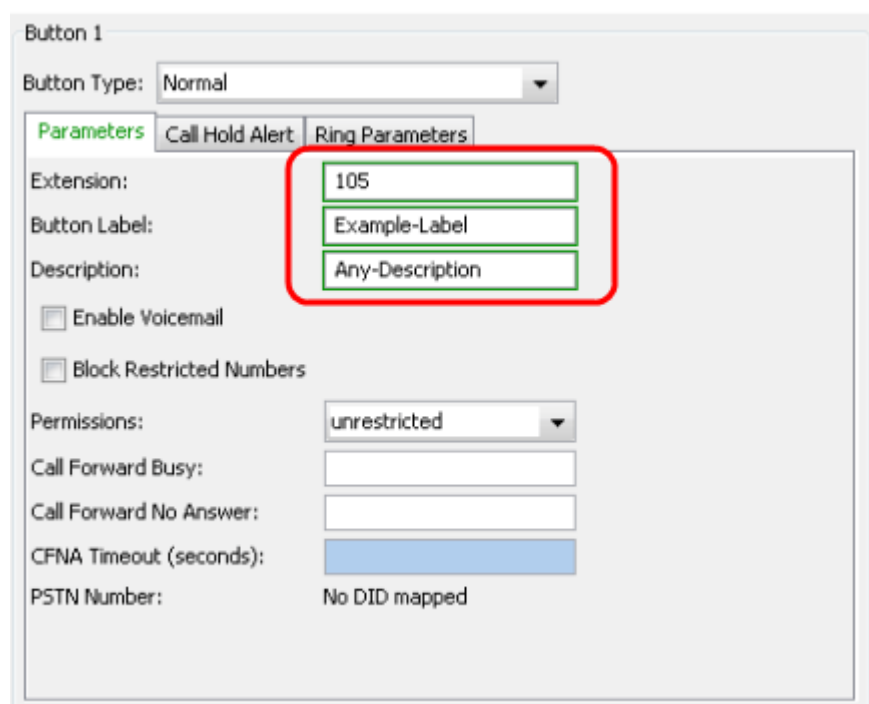 Button 1
Button Type: Normal
Parameters Call Hold Alert Ring Parameters
Extension: 105
Button Label: Example-Label
Description: Any-Description
Enable Voicemail
Block Restricted Numbers
Permissions: unrestricted
Call Forward Busy:
Call Forward No Answer:
CFNA Timeout (seconds):
PSTN Number: No DID mapped